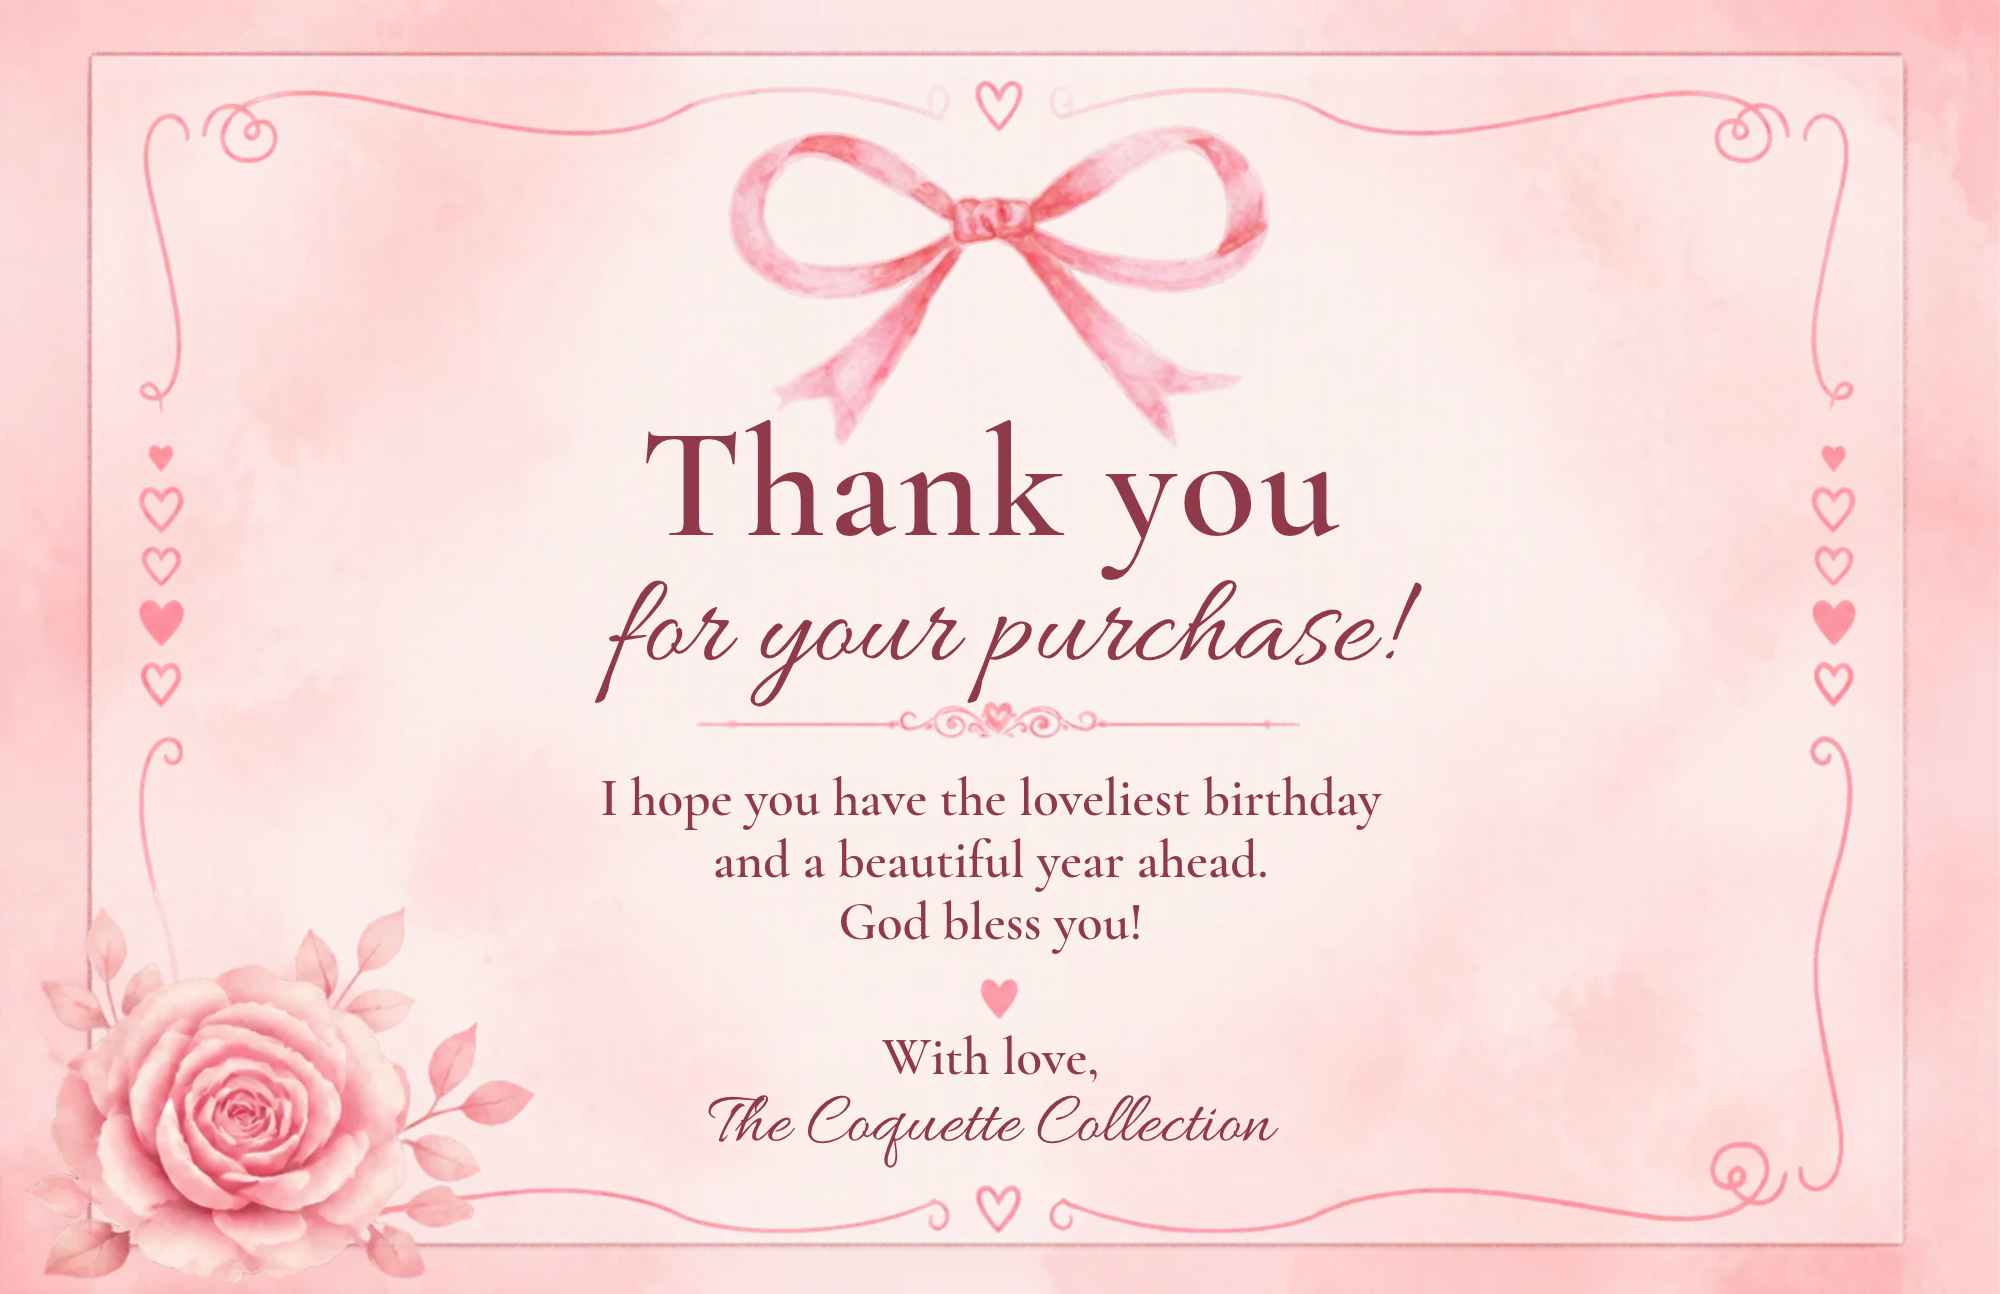 Thank you
for your purchase!
I hope you have the loveliest birthday
and a beautiful year ahead.
God bless you!
With love,
The Coquette Collection